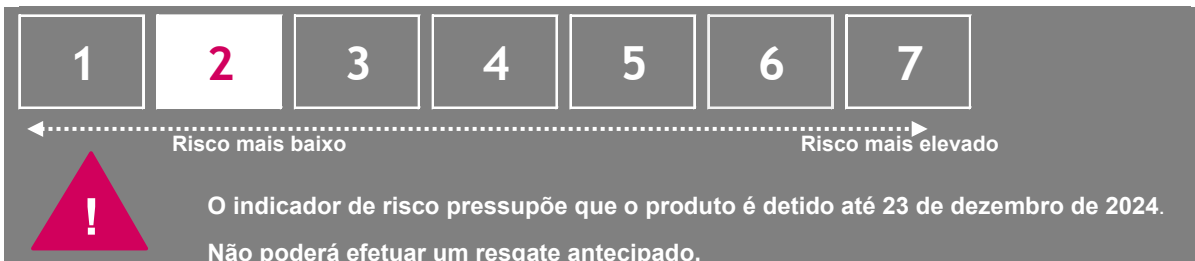 1 2 3 4 5 6 7
Risco mais baixo Risco mais elevado
! O indicador de risco pressupõe que o produto é detido até 23 de dezembro de 2024.
Não poderá efetuar um resgate antecipado.